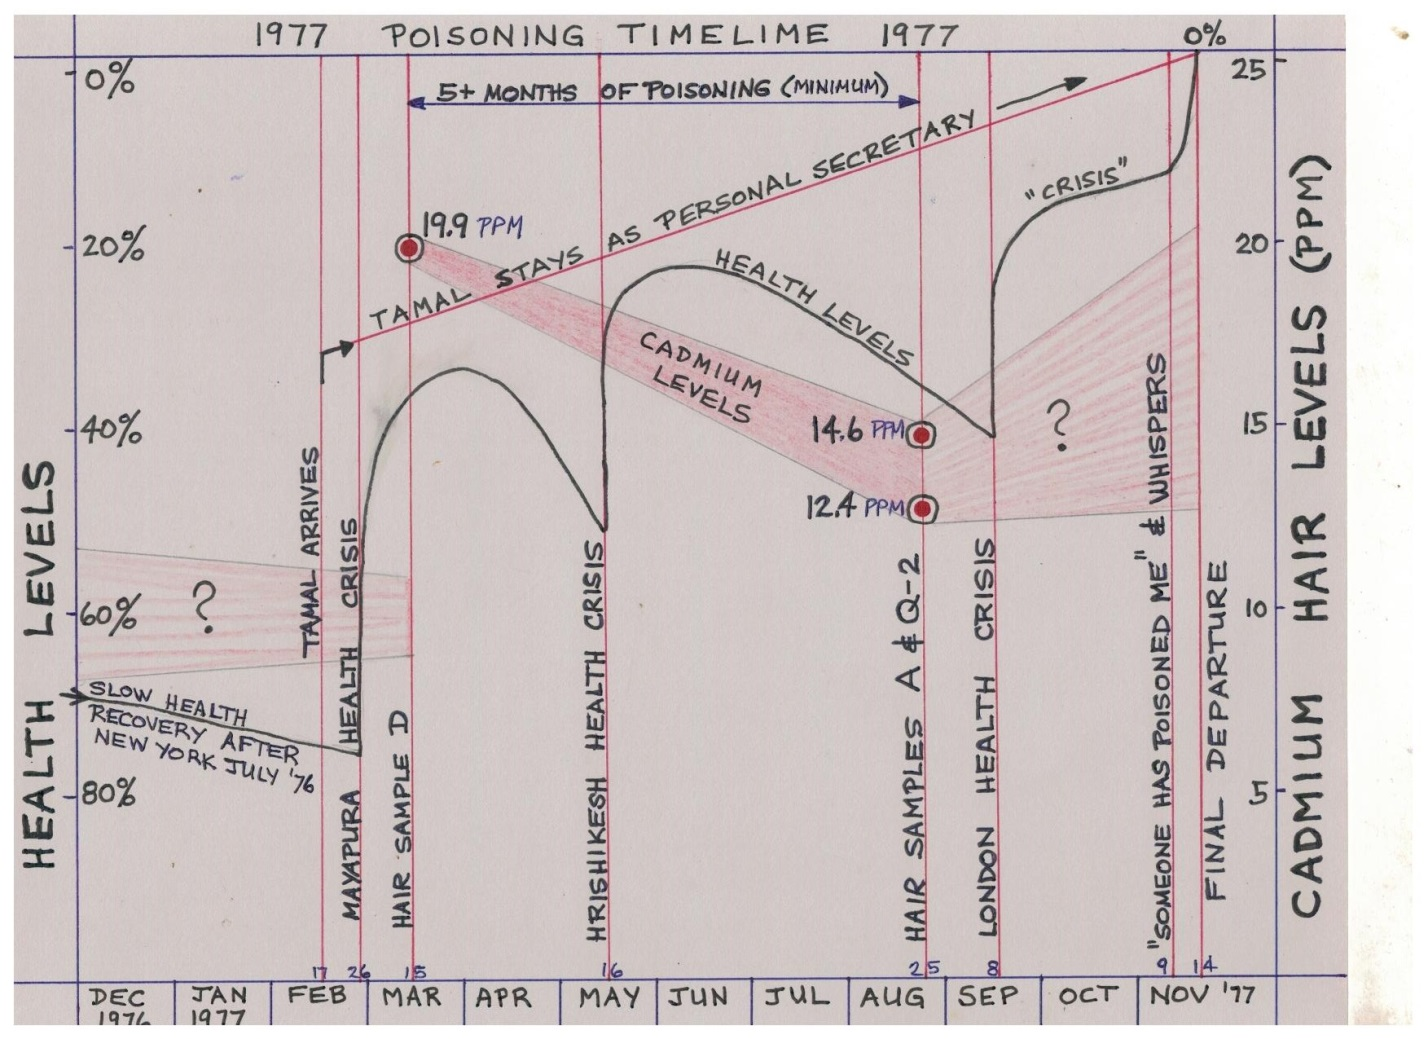 1977 POISONING TIMELIME 1977
0%
0%
20%
40%
60%
80%
HEALTH LEVELS
25
20
15
10
5
CADMIUM HAIR LEVELS (PPM)
5+ MONTHS OF POISONING (MINIMUM)
TAMAL STAYS AS PERSONAL SECRETARY
"CRISIS"
19.9 PPM
HEALTH LEVELS
CADMIUM
LEVELS
14.6 PPM
12.4 PPM
?
?
SLOW HEALTH
RECOVERY AFTER
NEW YORK JULY '76
TAMAL ARRIVES
MAYAPURA HEALTH CRISIS
HAIR SAMPLE D
HRISHIKESH HEALTH CRISIS
HAIR SAMPLES A & Q-2
LONDON HEALTH CRISIS
"SOMEONE HAS POISONED ME" & WHISPERS
FINAL DEPARTURE
17 26 15 16 25 8 9 14
DEC JAN FEB MAR APR MAY JUN JUL AUG SEP OCT NOV '77
1976 1977